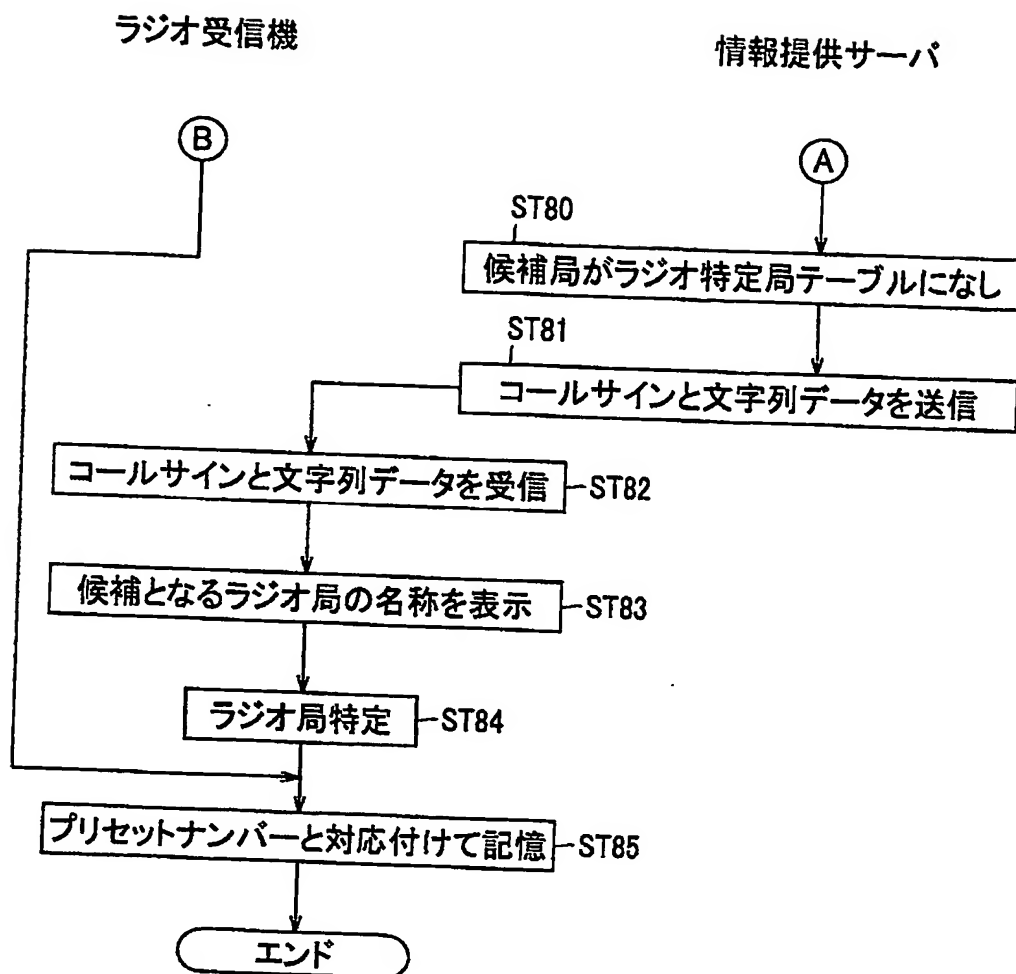 ラジオ受信機
情報提供サーバ
B
A
ST80
候補局がラジオ特定局テーブルになし
ST81
コールサインと文字列データを送信
コールサインと文字列データを受信
ST82
候補となるラジオ局の名称を表示
ST83
ラジオ局特定
ST84
プリセットナンバーと対応付けて記憶
ST85
エンド